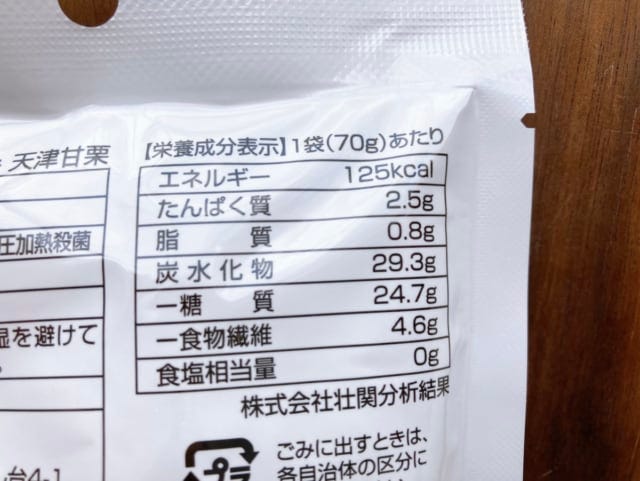 天津甘栗
圧加熱殺菌
湿を避けて
台4-1
【栄養成分表示】1袋(70g)あたり
エネルギー 125kcal
たんぱく質 2.5g
脂質 0.8g
炭水化物 29.3g
－糖質 24.7g
－食物繊維 4.6g
食塩相当量 0g
株式会社壮関分析結果
プラ
ごみに出すときは、
各自治体の区分に